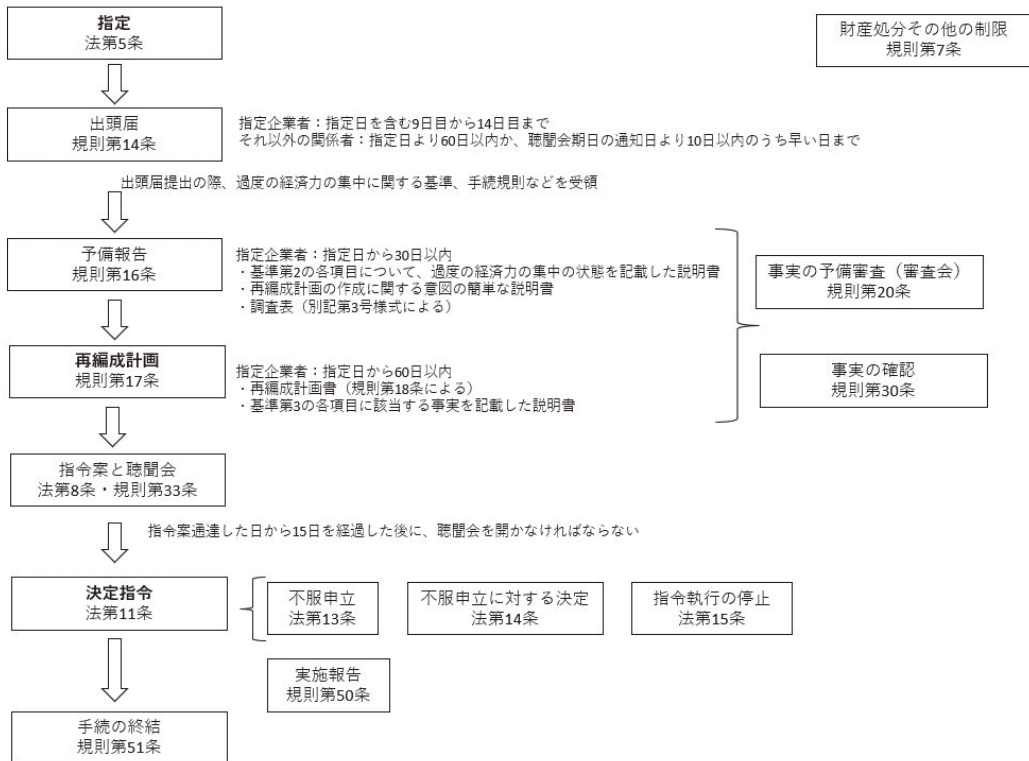 指定
法第5条
財産処分その他の制限
規則第7条
出頭届
規則第14条
指定企業者：指定日を含む9日目から14日目まで
それ以外の関係者：指定日より60日以内か、聴聞会期日の通知日より10日以内のうち早い日まで
出頭届提出の際、過度の経済力の集中に関する基準、手続規則などを受領
予備報告
規則第16条
指定企業者：指定日から30日以内
・基準第2の各項目について、過度の経済力の集中の状態を記載した説明書
・再編成計画の作成に関する意図の簡単な説明書
・調査表（別記第3号様式による）
事実の予備審査（審査会）
規則第20条
再編成計画
規則第17条
指定企業者：指定日から60日以内
・再編成計画書（規則第18条による）
・基準第3の各項目に該当する事実を記載した説明書
事実の確認
規則第30条
指令案と聴聞会
法第8条・規則第33条
指令案通達した日から15日を経過した後に、聴聞会を開かなければならない
決定指令
法第11条
不服申立
法第13条
不服申立に対する決定
法第14条
指令執行の停止
法第15条
実施報告
規則第50条
手続の終結
規則第51条